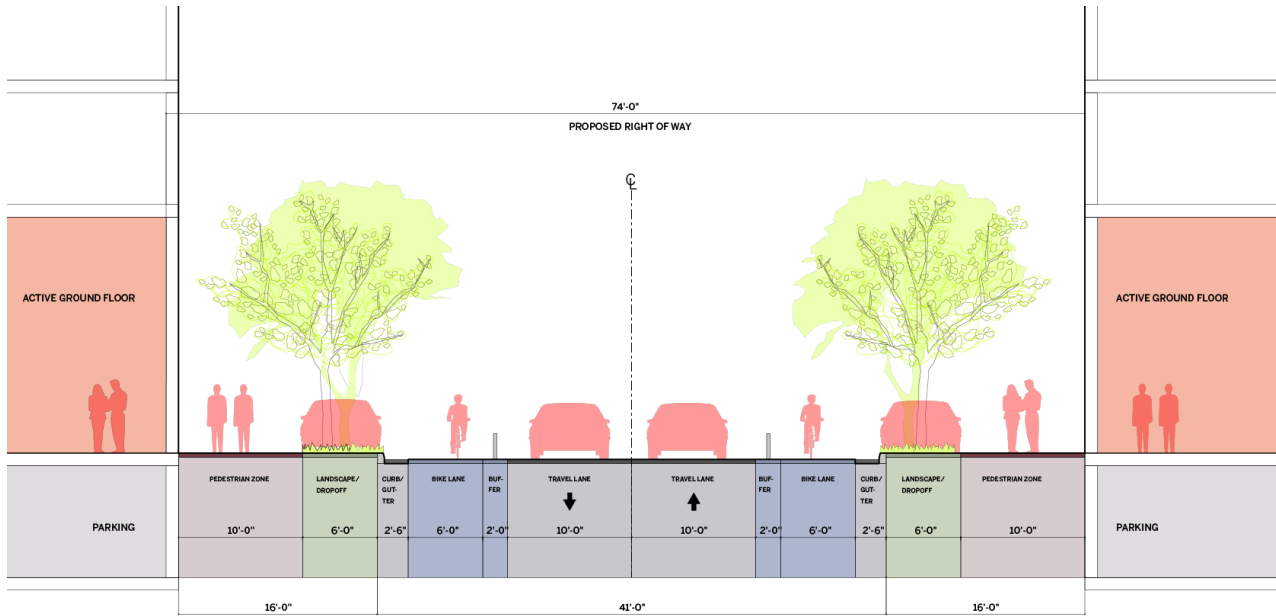 74'-0"
PROPOSED RIGHT OF WAY
℄
ACTIVE GROUND FLOOR
ACTIVE GROUND FLOOR
PEDESTRIAN ZONE
LANDSCAPE/
DROPOFF
CURB/
GUT-
TER
BIKE LANE
BUF-
FER
TRAVEL LANE
TRAVEL LANE
BUF-
FER
BIKE LANE
CURB/
GUT-
TER
LANDSCAPE/
DROPOFF
PEDESTRIAN ZONE
PARKING
10'-0"
6'-0"
2'-6"
6'-0"
2'-0"
10'-0"
10'-0"
2'-0"
6'-0"
2'-6"
6'-0"
10'-0"
PARKING
16'-0"
41'-0"
16'-0"